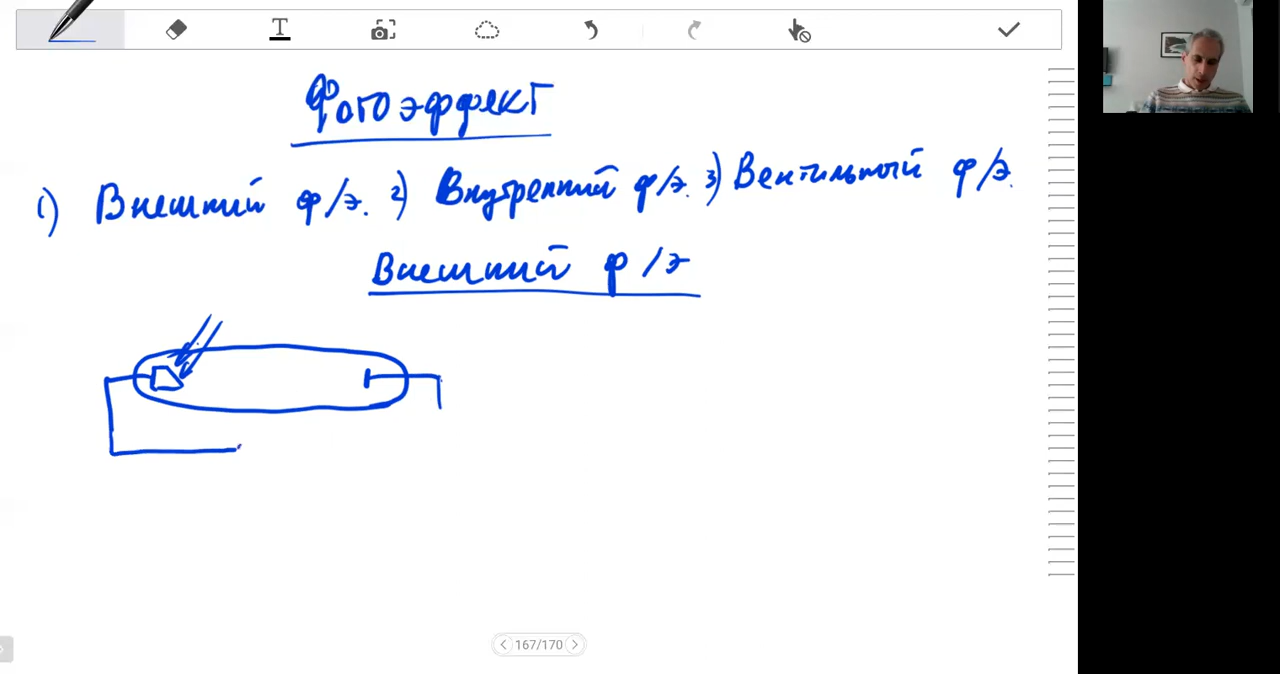 T
Фотоэффект
1) Внешний ф/э. 2) Внутренний ф/э. 3) Вентильный ф/э.
Внешний ф/э
167/170